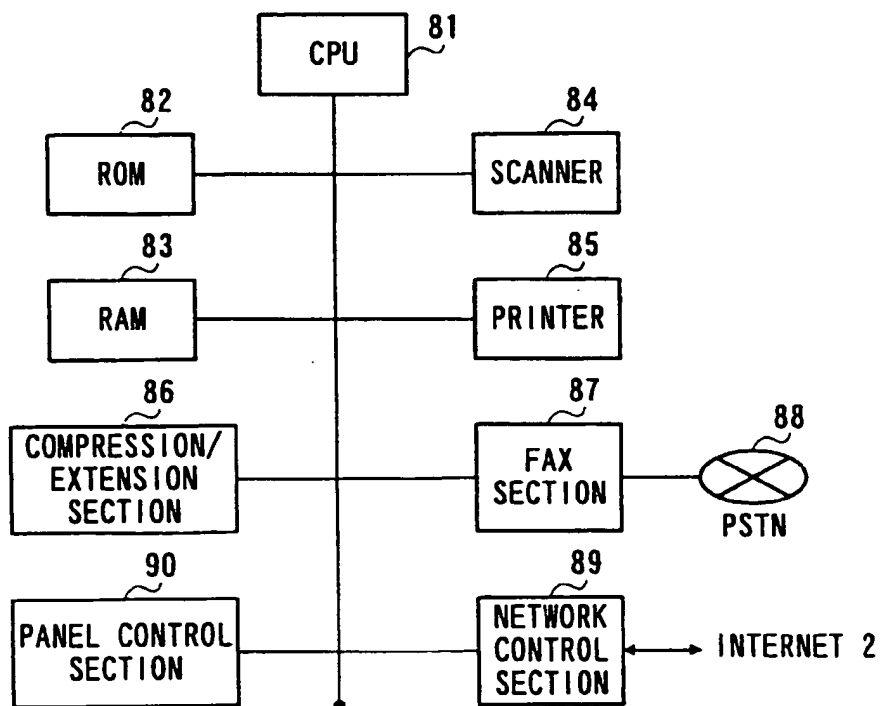 81
CPU
82
ROM
84
SCANNER
83
RAM
85
PRINTER
86
COMPRESSION/
EXTENSION
SECTION
87
FAX
SECTION
88
PSTN
90
PANEL CONTROL
SECTION
89
NETWORK
CONTROL
SECTION
INTERNET 2